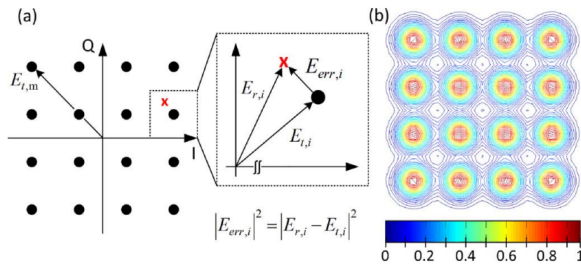 (a)
Q
E_{t,m}
x
I
x
E_{r,i}
E_{err,i}
E_{t,i}
|E_{err,i}|^2=|E_{r,i}-E_{t,i}|^2
(b)
0 0.2 0.4 0.6 0.8 1